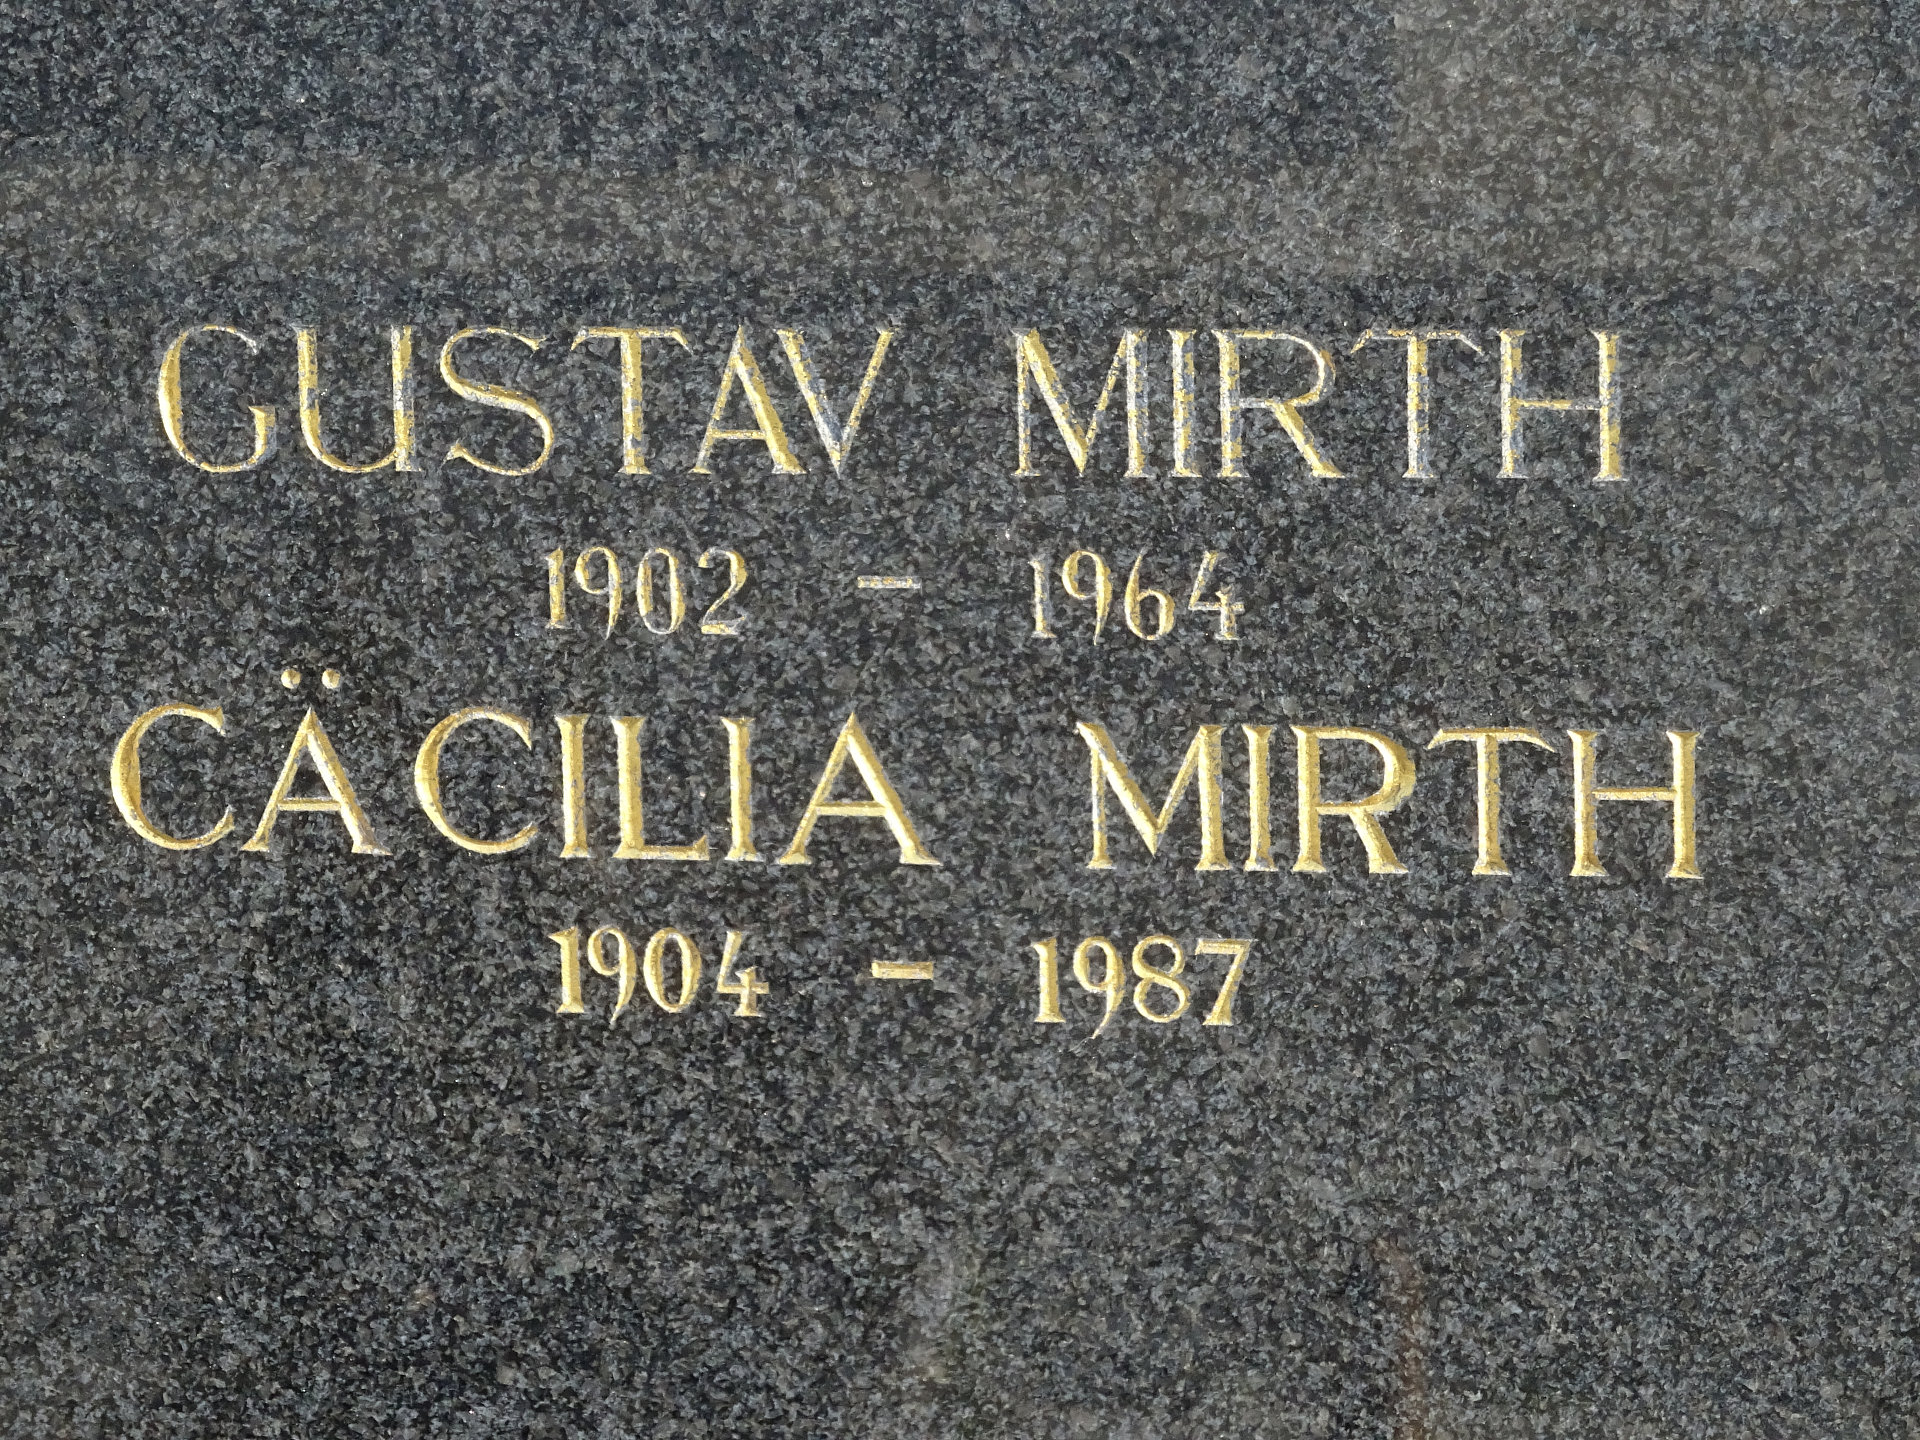 GUSTAV MIRTH
1902 - 1964
CÄCILIA MIRTH
1904 - 1987